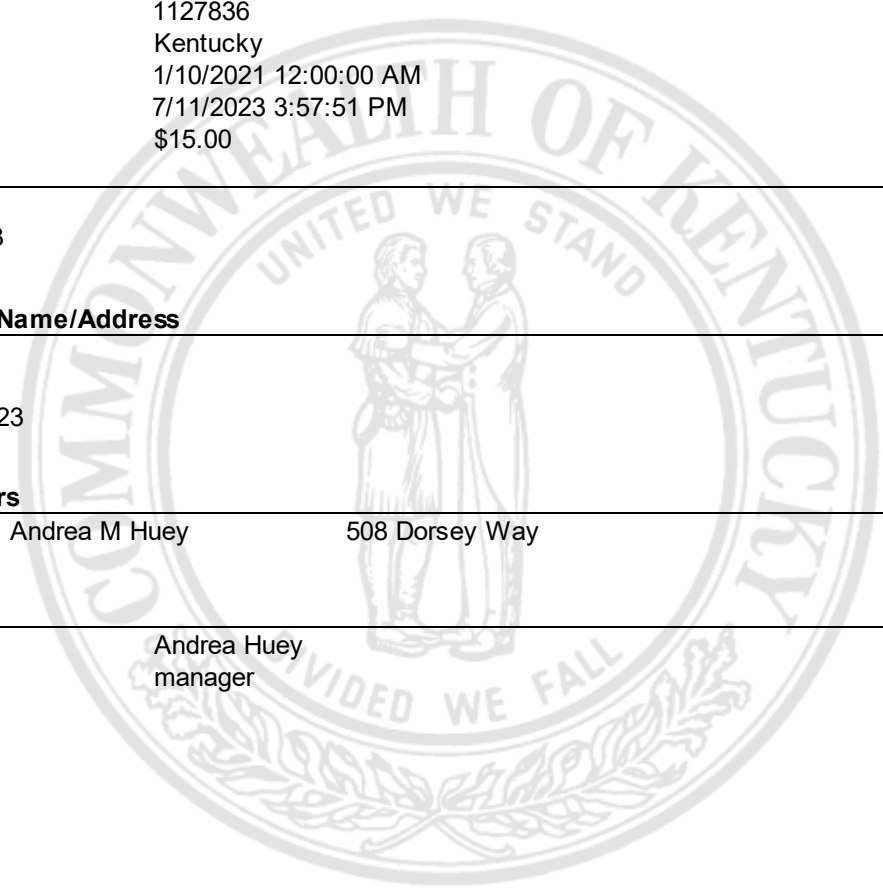 1127836
Kentucky
1/10/2021 12:00:00 AM
7/11/2023 3:57:51 PM
$15.00
3
Name/Address
23
rs
Andrea M Huey 508 Dorsey Way
Andrea Huey
manager
COMMONWEALTH OF KENTUCKY
UNITED WE STAND
DIVIDED WE FALL